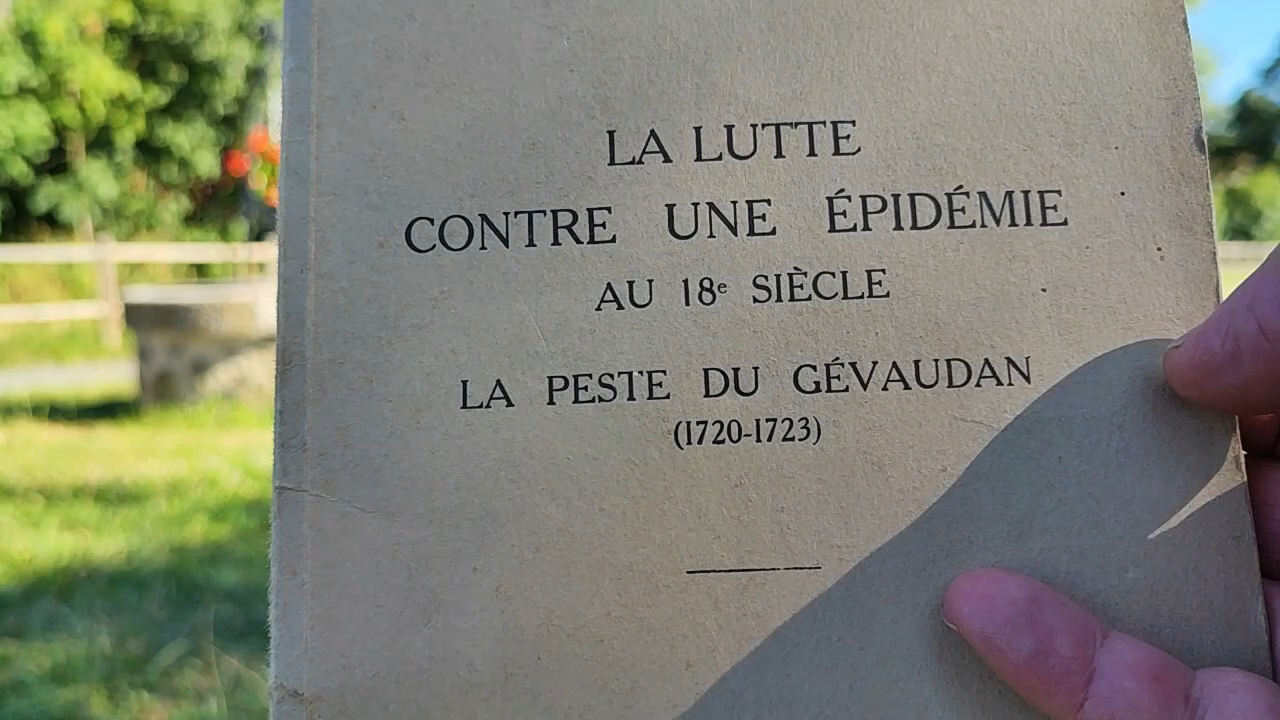 LA LUTTE
CONTRE UNE ÉPIDÉMIE
AU 18e SIÈCLE
LA PESTE DU GÉVAUDAN
(1720-1723)